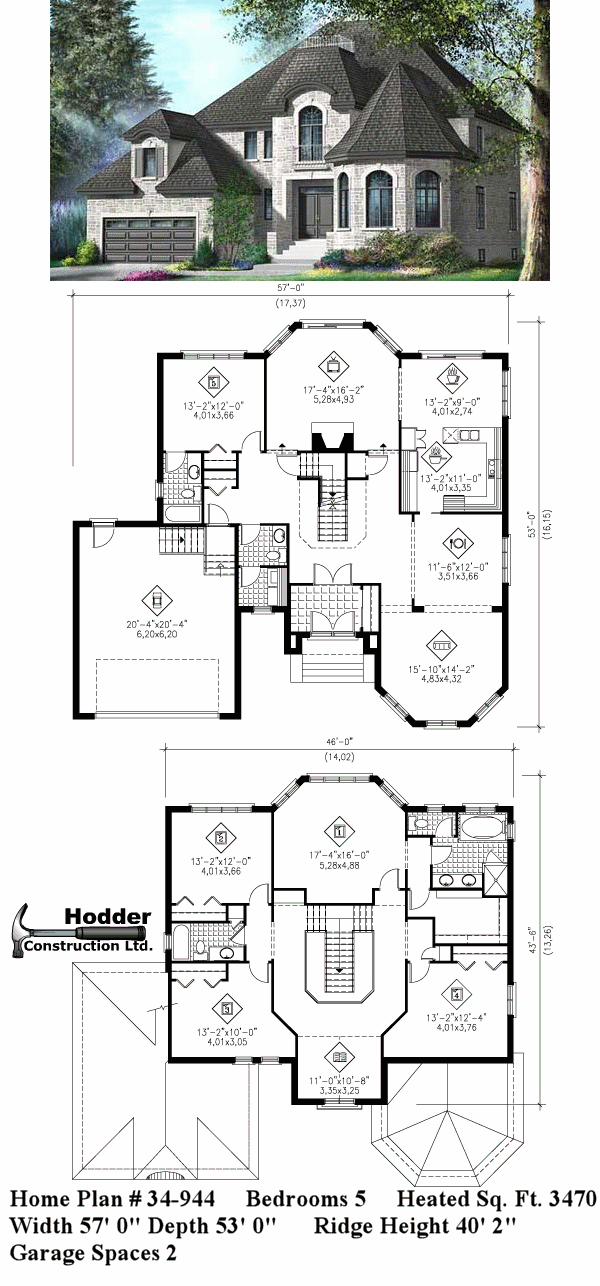 57'-0"
(17,37)
5
13'-2"x12'-0"
4,01x3,66
17'-4"x16'-2"
5,28x4,93
13'-2"x9'-0"
4,01x2,74
13'-2"x11'-0"
4,01x3,35
53'-0"
(16,15)
11'-6"x12'-0"
3,51x3,66
20'-4"x20'-4"
6,20x6,20
15'-10"x14'-2"
4,83x4,32
46'-0"
(14,02)
2
13'-2"x12'-0"
4,01x3,66
1
17'-4"x16'-0"
5,28x4,88
Hodder
Construction Ltd.
43'-6"
(13,26)
3
13'-2"x10'-0"
4,01x3,05
4
13'-2"x12'-4"
4,01x3,76
11'-0"x10'-8"
3,35x3,25
Home Plan # 34-944 Bedrooms 5 Heated Sq. Ft. 3470
Width 57' 0" Depth 53' 0" Ridge Height 40' 2"
Garage Spaces 2